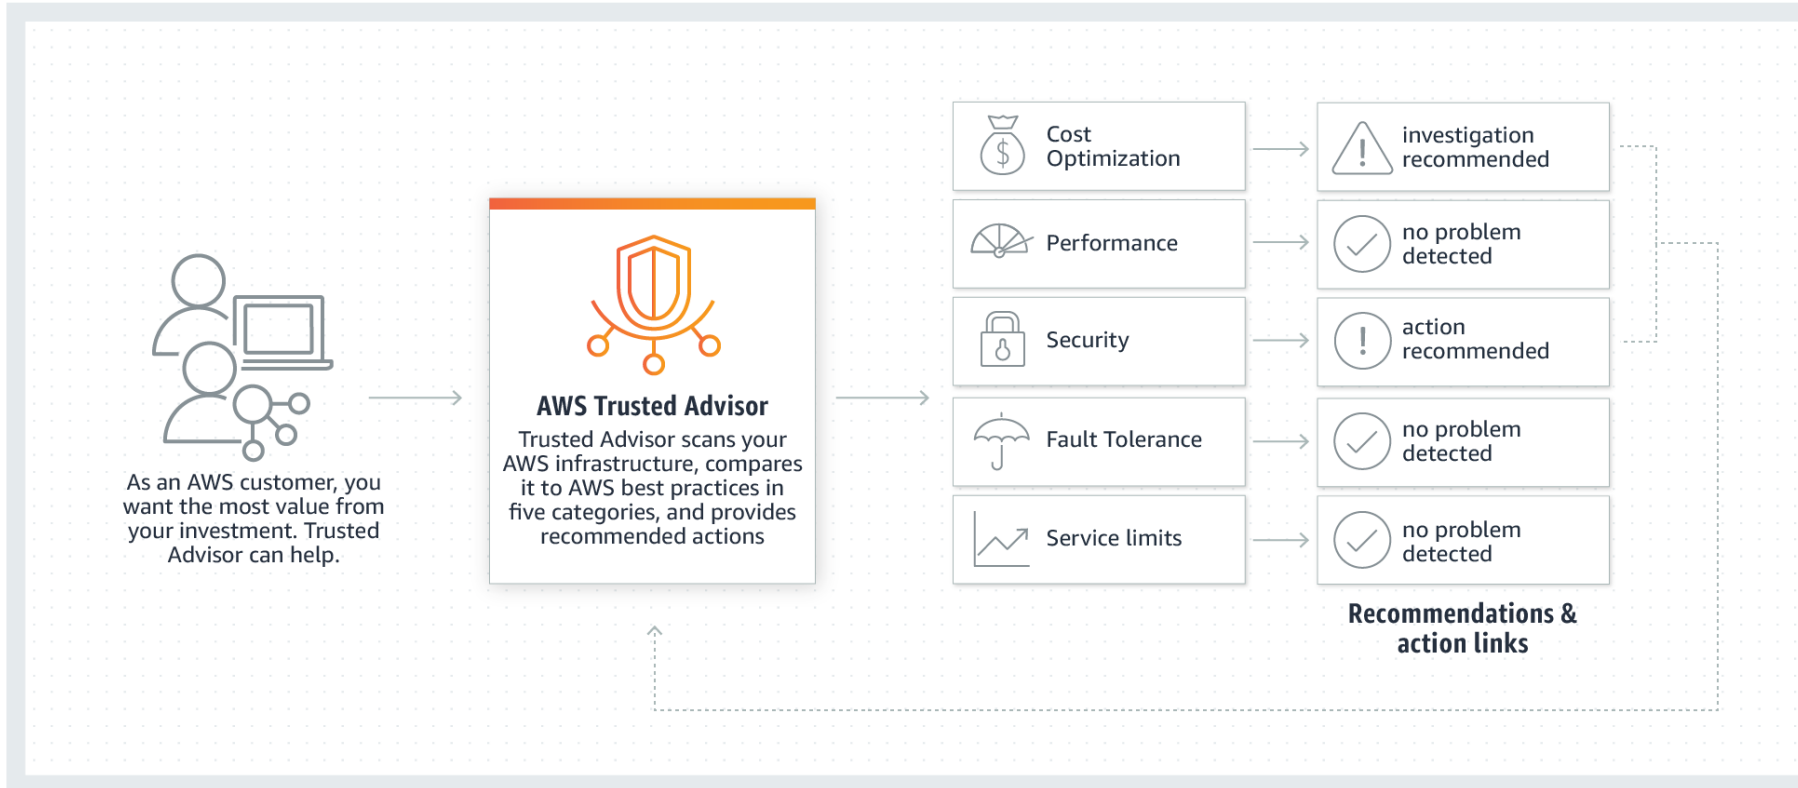 As an AWS customer, you
want the most value from
your investment. Trusted
Advisor can help.
AWS Trusted Advisor
Trusted Advisor scans your
AWS infrastructure, compares
it to AWS best practices in
five categories, and provides
recommended actions
Cost
Optimization
$
investigation
recommended
!
Performance
no problem
detected
Security
action
recommended
!
Fault Tolerance
no problem
detected
Service limits
no problem
detected
Recommendations &
action links